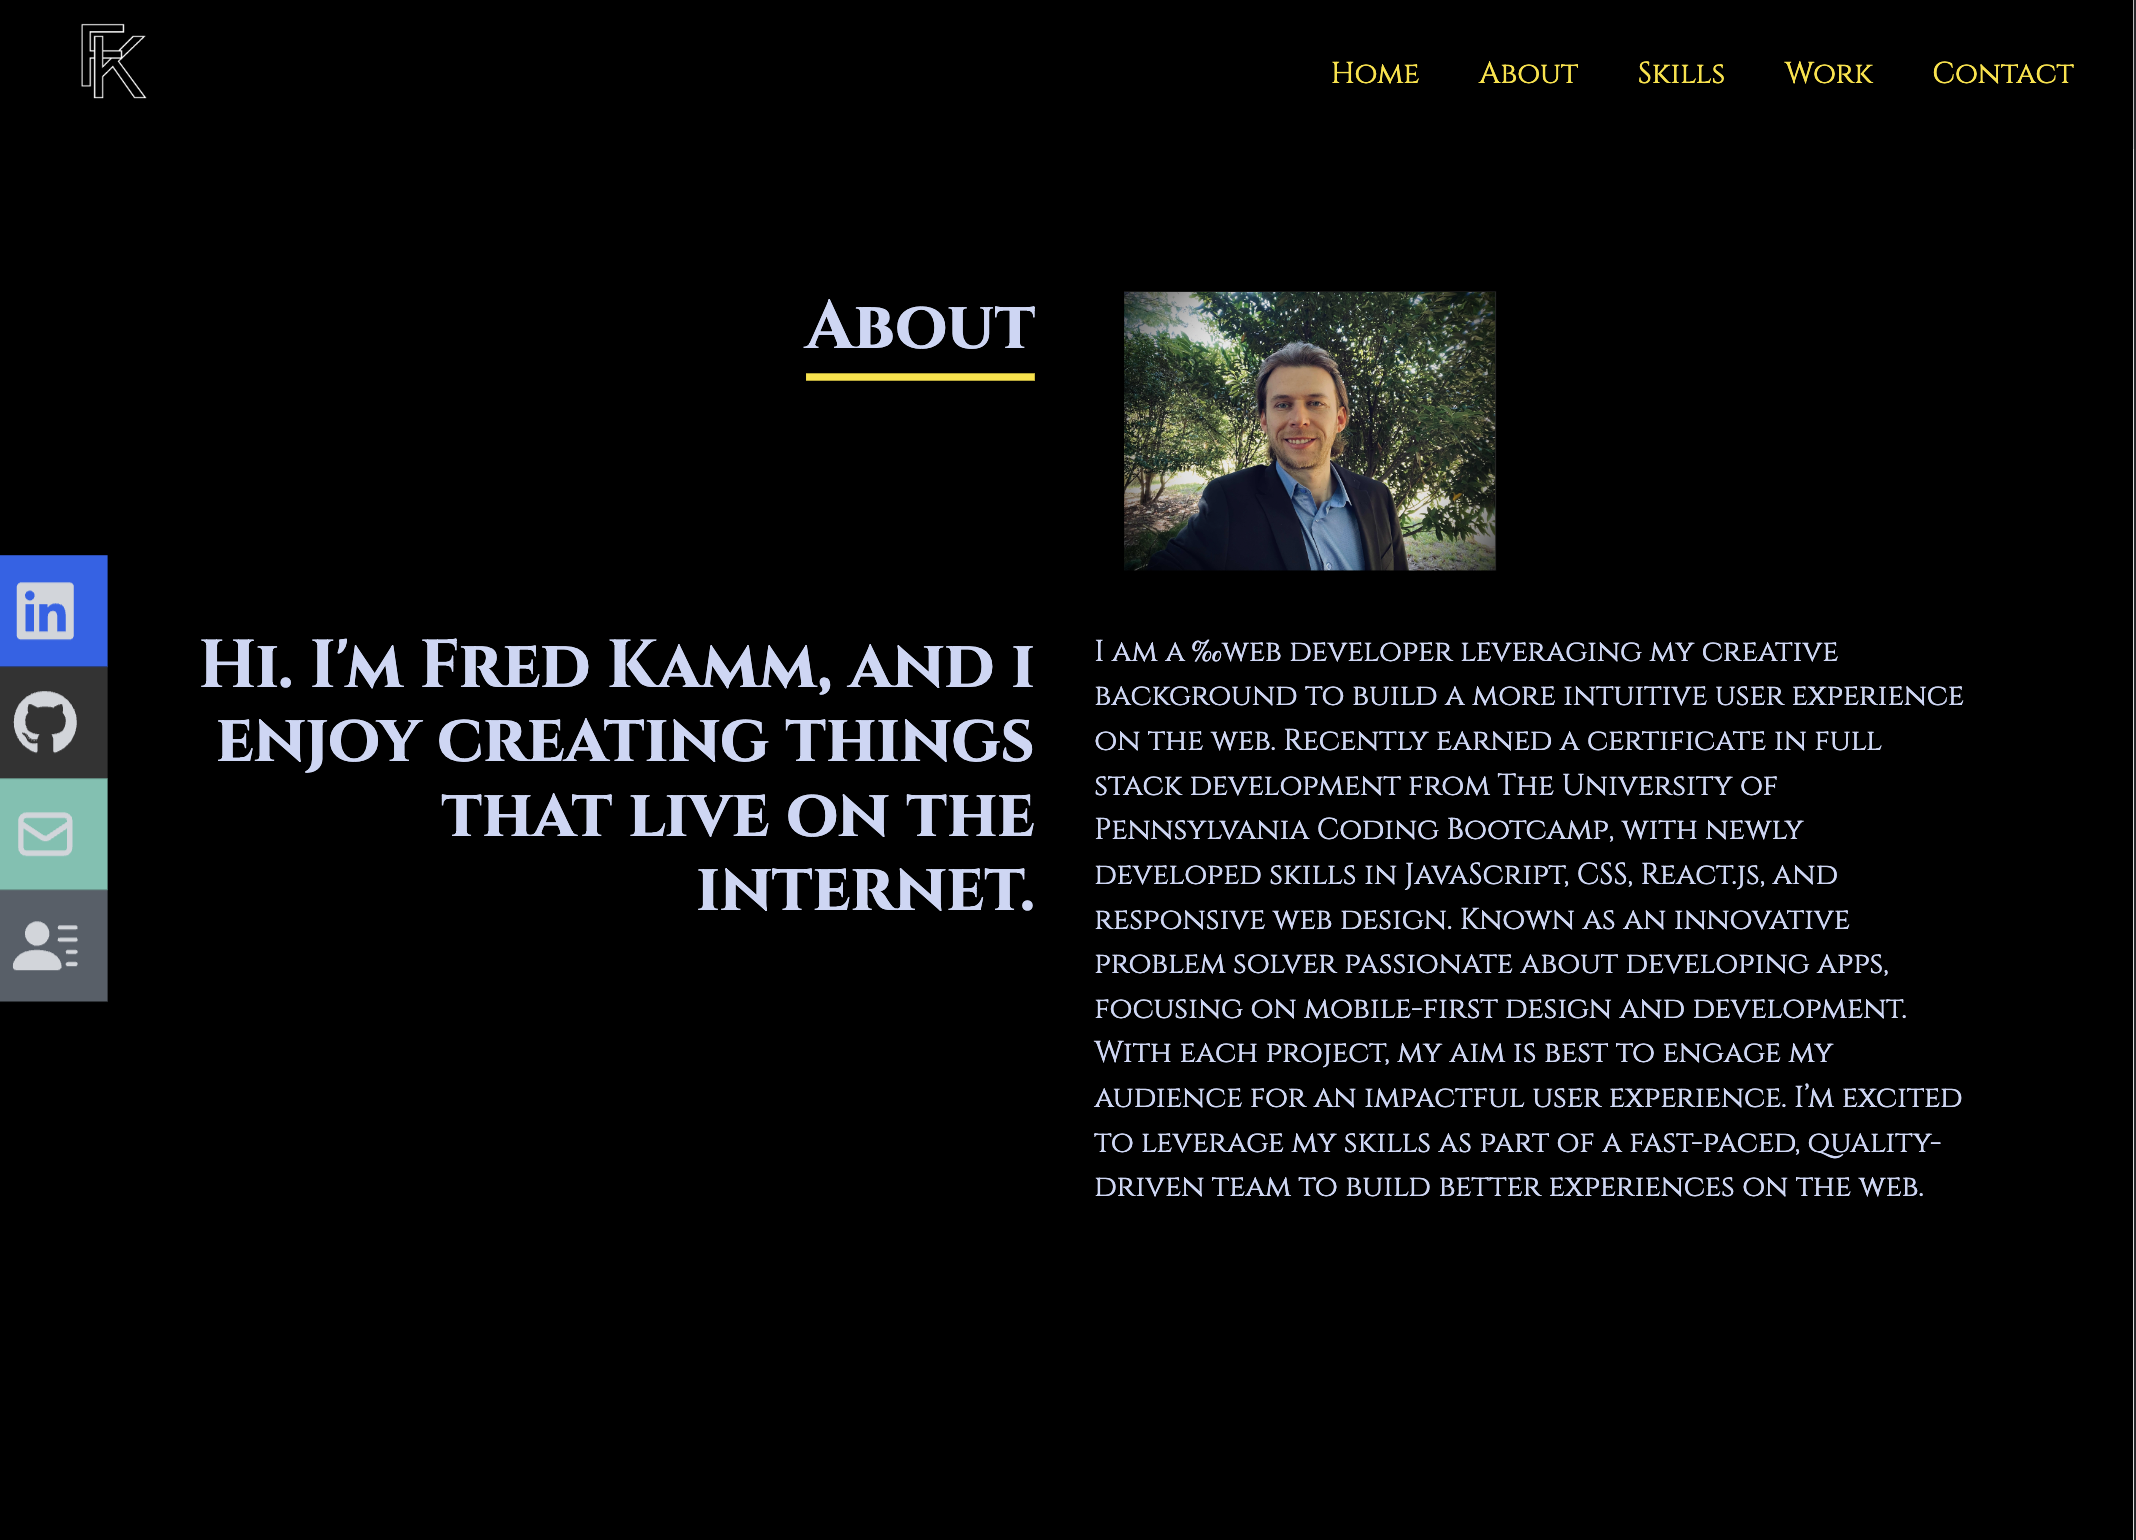 FK
Home About Skills Work Contact
About
Hi. I'm Fred Kamm, and i
enjoy creating things
that live on the
internet.
I am a ‰web developer leveraging my creative
background to build a more intuitive user experience
on the web. Recently earned a certificate in full
stack development from The University of
Pennsylvania Coding Bootcamp, with newly
developed skills in JavaScript, CSS, React.js, and
responsive web design. Known as an innovative
problem solver passionate about developing apps,
focusing on mobile-first design and development.
With each project, my aim is best to engage my
audience for an impactful user experience. I’m excited
to leverage my skills as part of a fast-paced, quality-
driven team to build better experiences on the web.
in